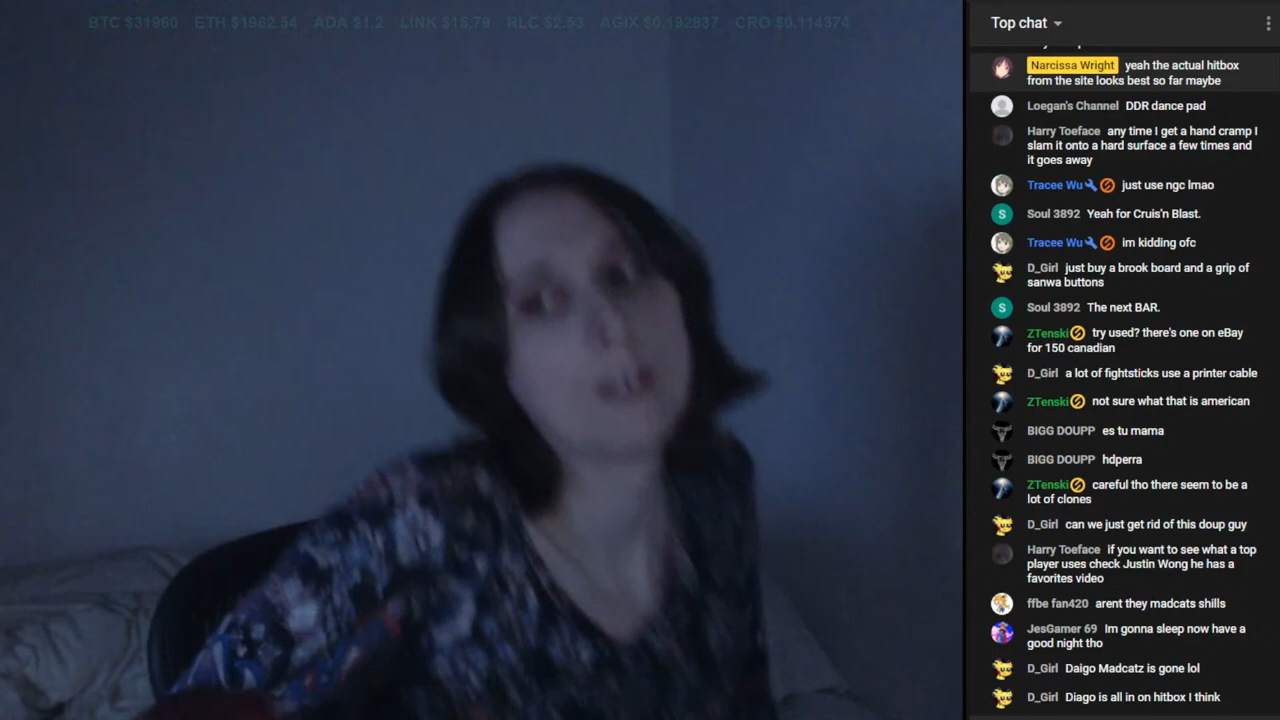 BTC $31960 ETH $1962.54 ADA $1.2 LINK $15.79 RLC $2.63 AGIX $0.192837 CRO $0.114374
Top chat
Narcissa Wright yeah the actual hitbox
from the site looks best so far maybe
Loegan's Channel DDR dance pad
Harry Toeface any time I get a hand cramp I
slam it onto a hard surface a few times and
it goes away
Tracee Wu just use ngc lmao
S Soul 3892 Yeah for Cruis'n Blast.
Tracee Wu im kidding ofc
D_Girl just buy a brook board and a grip of
sanwa buttons
S Soul 3892 The next BAR.
ZTenski try used? there's one on eBay
for 150 canadian
D_Girl a lot of fightsticks use a printer cable
ZTenski not sure what that is american
BIGG DOUPP es tu mama
BIGG DOUPP hdperra
ZTenski careful tho there seem to be a
lot of clones
D_Girl can we just get rid of this doup guy
Harry Toeface if you want to see what a top
player uses check Justin Wong he has a
favorites video
ffbe fan420 arent they madcats shills
JesGamer 69 Im gonna sleep now have a
good night tho
D_Girl Daigo Madcatz is gone lol
D_Girl Diago is all in on hitbox I think